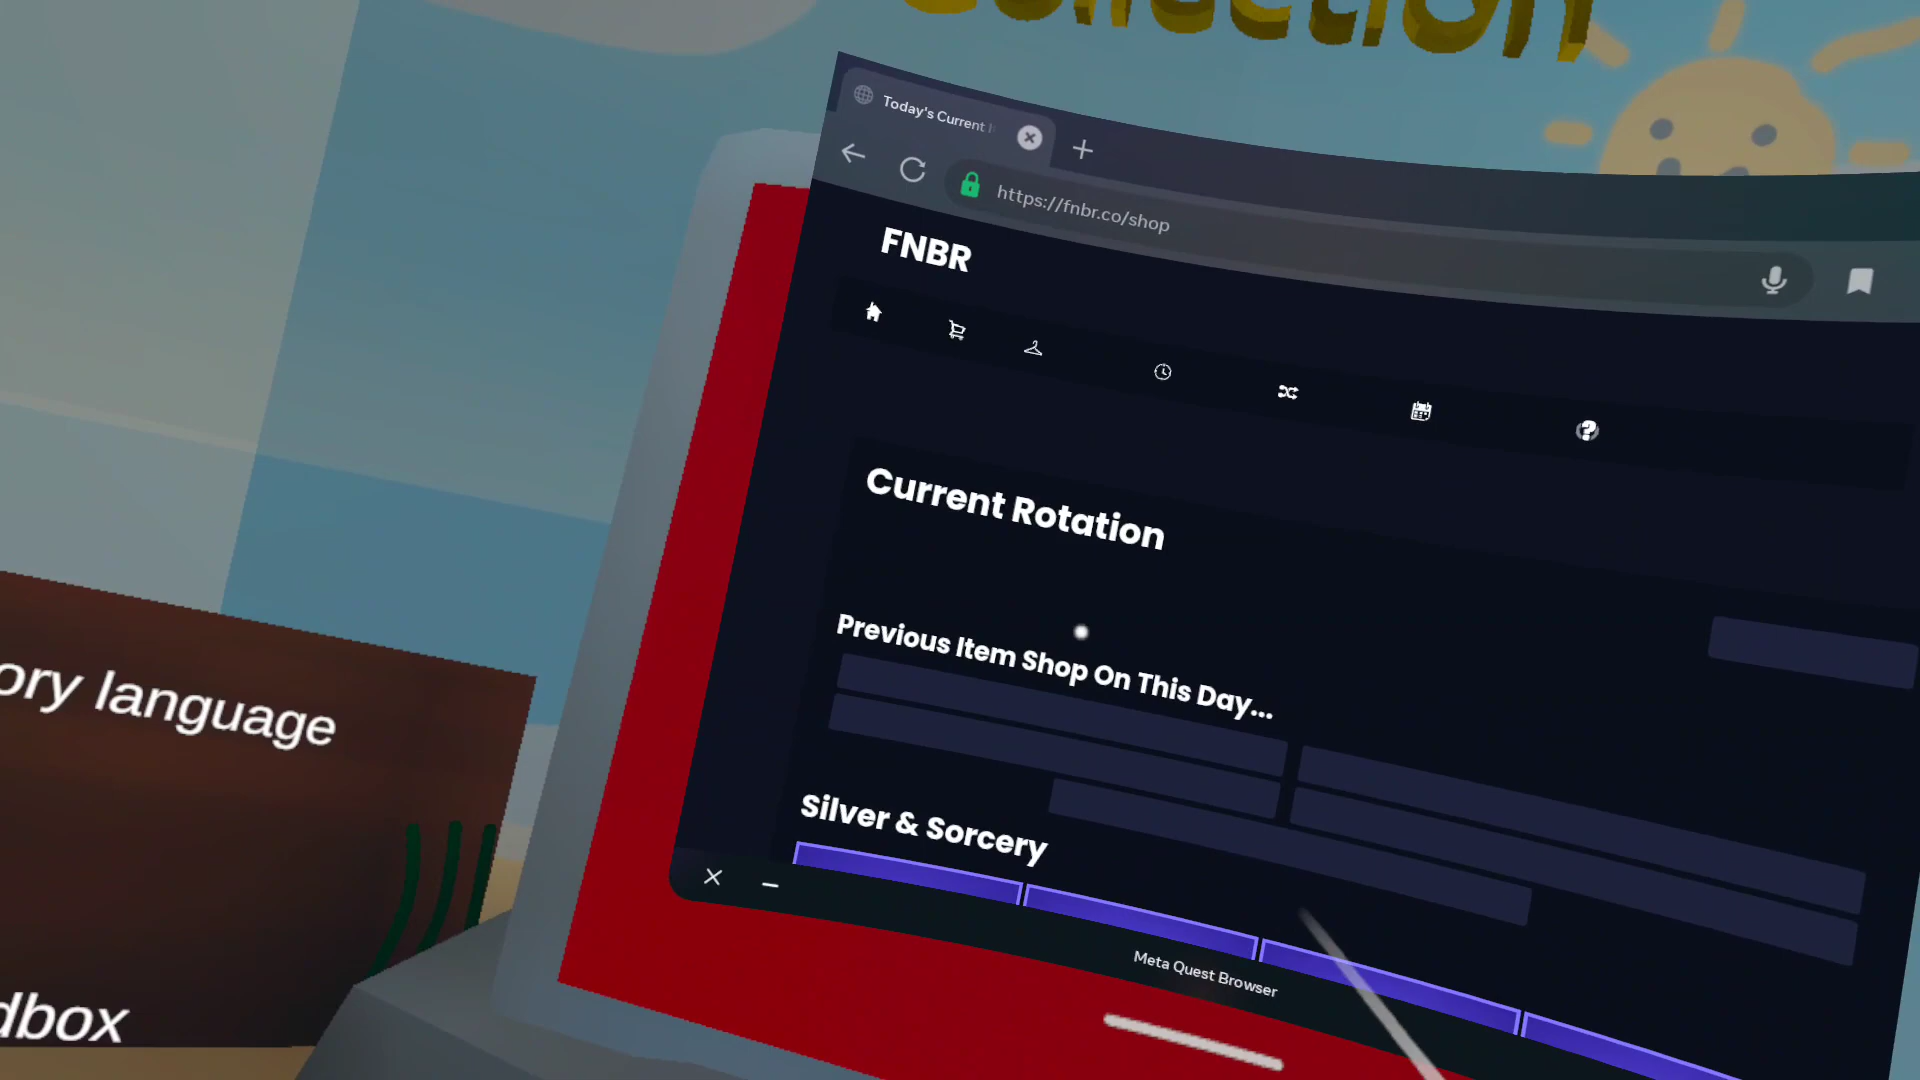 Collection
Today's Current
https://fnbr.co/shop
FNBR
Current Rotation
Previous Item Shop On This Day...
Silver & Sorcery
Meta Quest Browser
ory language
dbox